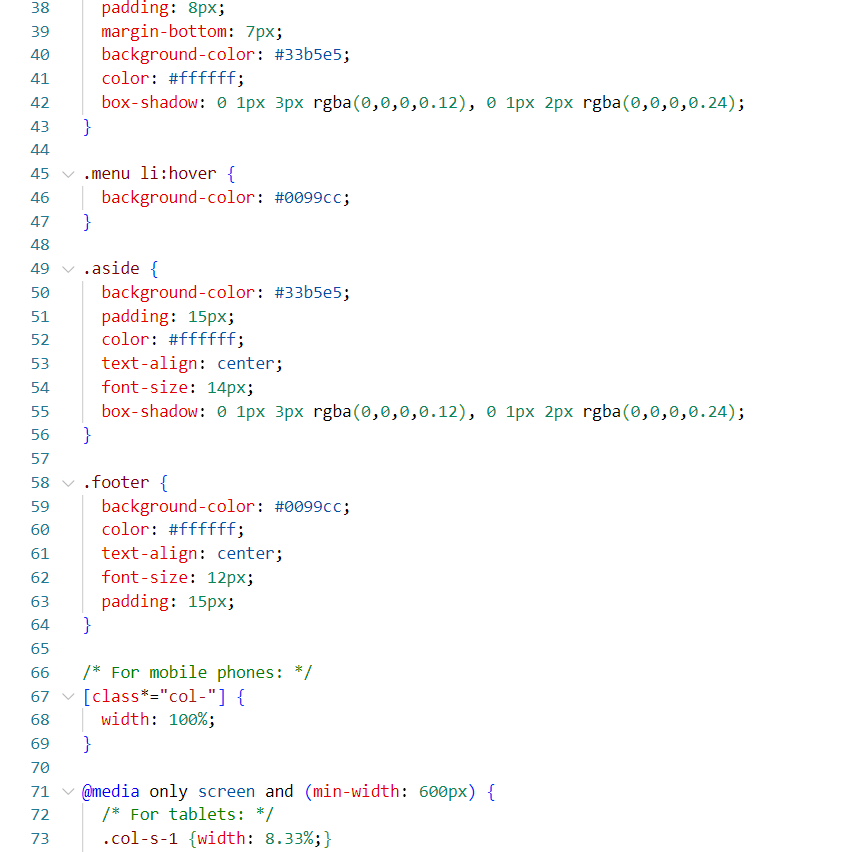 38 padding: 8px;
39 margin-bottom: 7px;
40 background-color: #33b5e5;
41 color: #ffffff;
42 box-shadow: 0 1px 3px rgba(0,0,0,0.12), 0 1px 2px rgba(0,0,0,0.24);
43 }
44
45 .menu li:hover {
46 background-color: #0099cc;
47 }
48
49 .aside {
50 background-color: #33b5e5;
51 padding: 15px;
52 color: #ffffff;
53 text-align: center;
54 font-size: 14px;
55 box-shadow: 0 1px 3px rgba(0,0,0,0.12), 0 1px 2px rgba(0,0,0,0.24);
56 }
57
58 .footer {
59 background-color: #0099cc;
60 color: #ffffff;
61 text-align: center;
62 font-size: 12px;
63 padding: 15px;
64 }
65
66 /* For mobile phones: */
67 [class*="col-"] {
68 width: 100%;
69 }
70
71 @media only screen and (min-width: 600px) {
72 /* For tablets: */
73 .col-s-1 {width: 8.33%;}